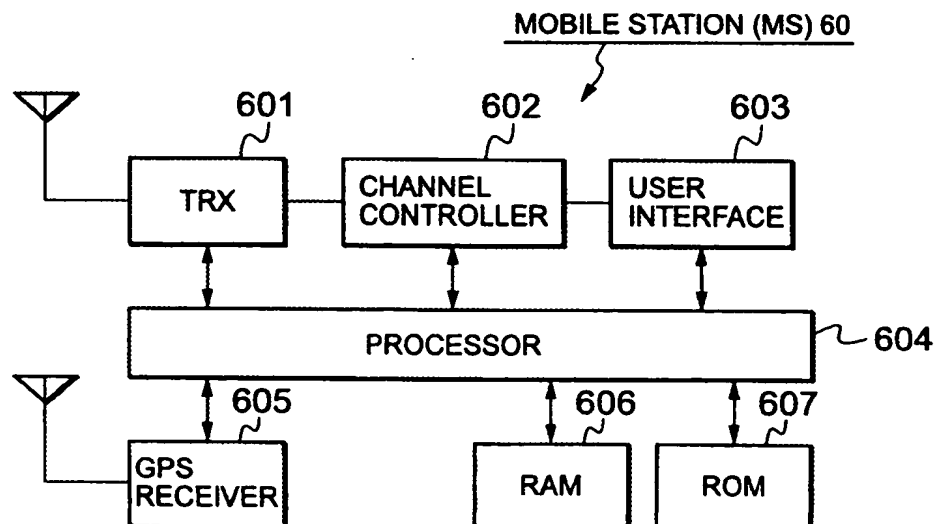 MOBILE STATION (MS) 60
601
602
603
TRX
CHANNEL
CONTROLLER
USER
INTERFACE
PROCESSOR
604
605
606
607
GPS
RECEIVER
RAM
ROM